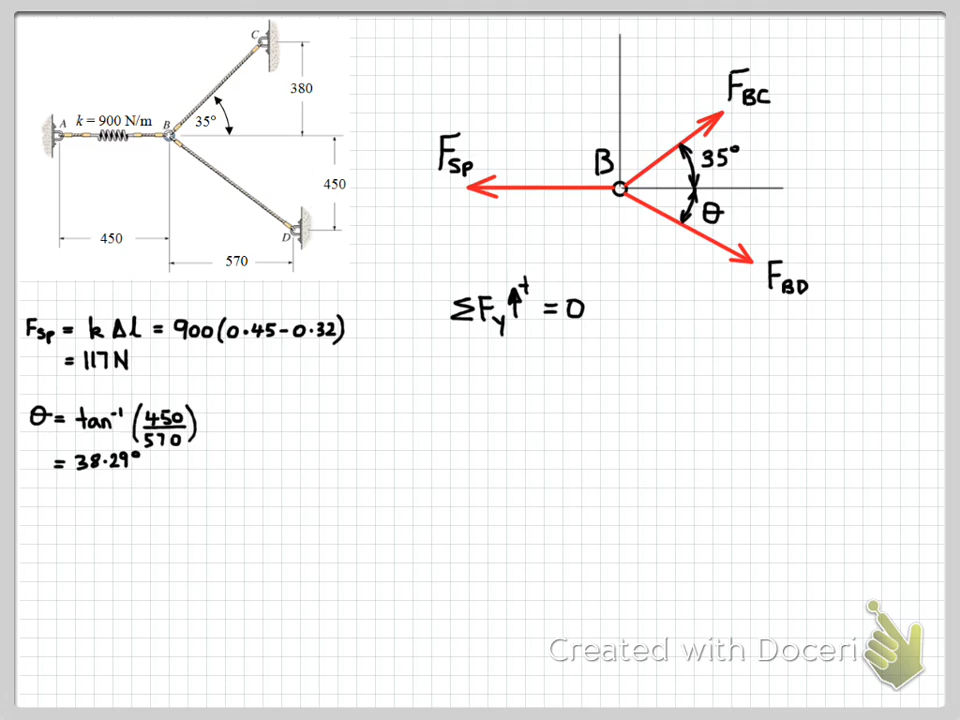 C
380
k = 900 N/m
A
B
35°
450
450
D
570
F_BC
F_SP
B
35°
θ
F_BD
ΣF_y↑⁺ = 0
F_SP = k Δl = 900(0.45-0.32)
= 117N
θ = tan⁻¹ (450/570)
= 38.29°
Created with Doceri